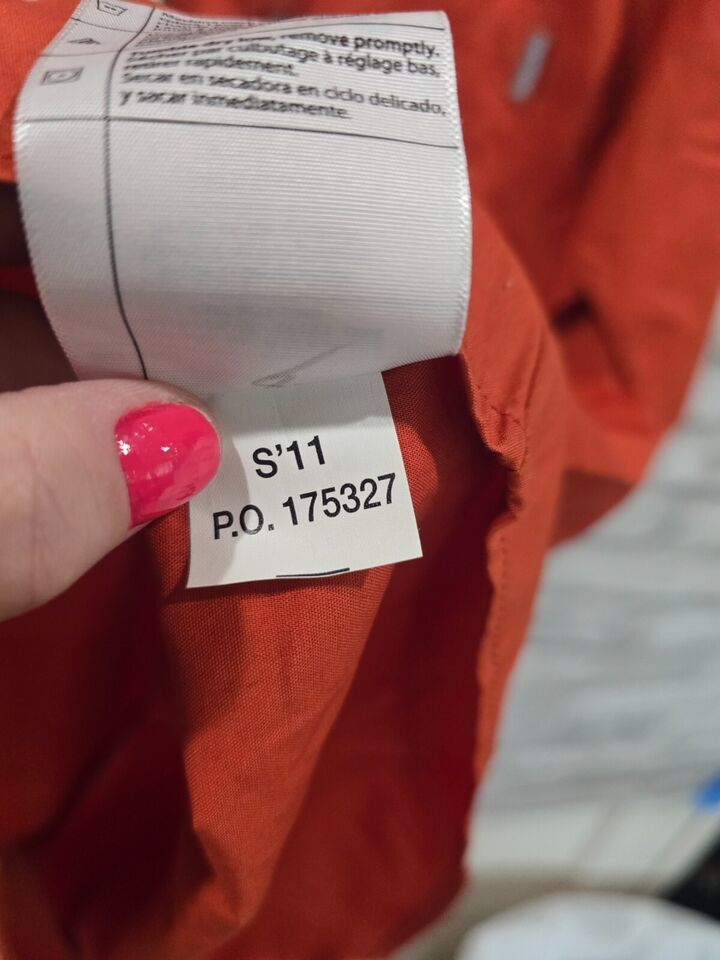 remove promptly.
culbutage à réglage bas,
retirer rapidement.
Secar en secadora en ciclo delicado,
y sacar inmediatamente.
S'11
P.O. 175327